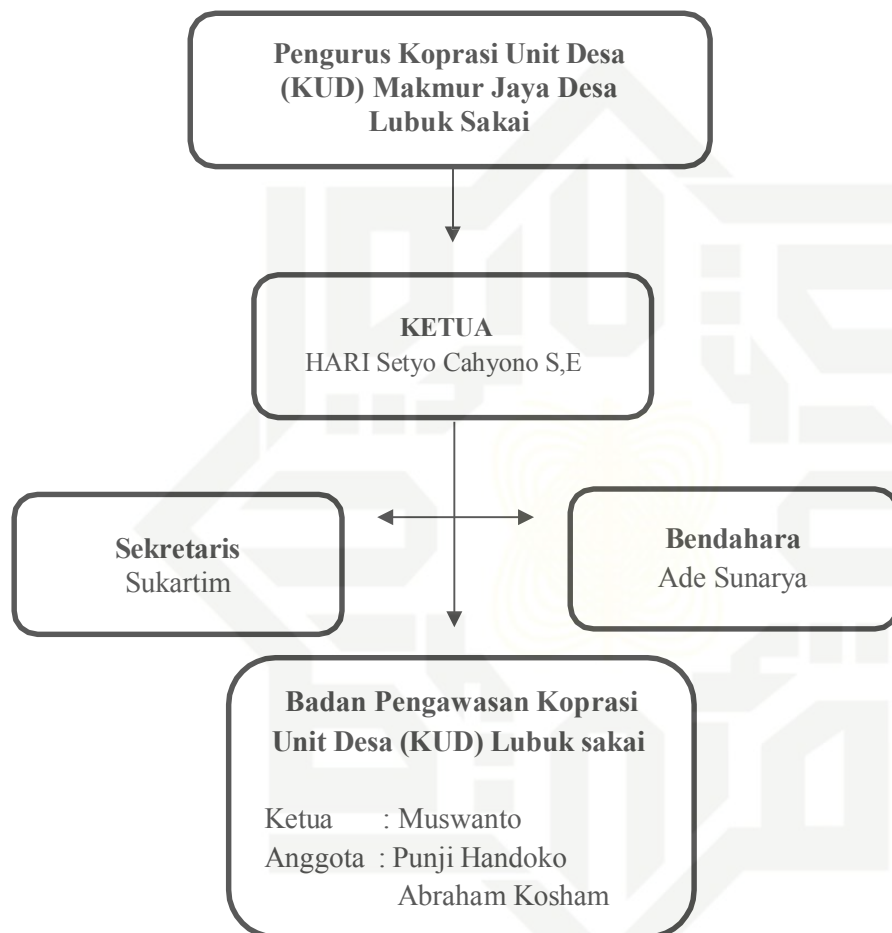 Pengurus Koprasi Unit Desa
(KUD) Makmur Jaya Desa
Lubuk Sakai
KETUA
HARI Setyo Cahyono S,E
Sekretaris
Sukartim
Bendahara
Ade Sunarya
Badan Pengawasan Koprasi
Unit Desa (KUD) Lubuk sakai
Ketua : Muswanto
Anggota : Punji Handoko
Abraham Kosham